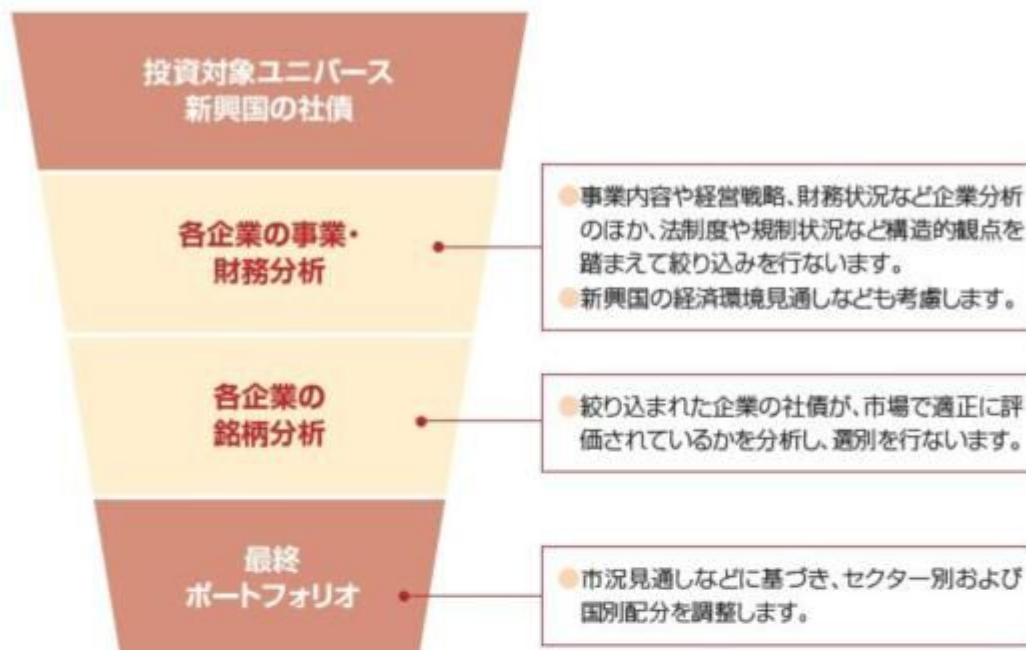 投資対象ユニバース
新興国の社債
各企業の事業・
財務分析
●事業内容や経営戦略、財務状況など企業分析
のほか、法制度や規制状況など構造的観点を
踏まえて絞り込みを行ないます。
●新興国の経済環境見通しなども考慮します。
各企業の
銘柄分析
●絞り込まれた企業の社債が、市場で適正に評
価されているかを分析し、選別を行ないます。
最終
ポートフォリオ
●市況見通しなどに基づき、セクター別および
国別配分を調整します。